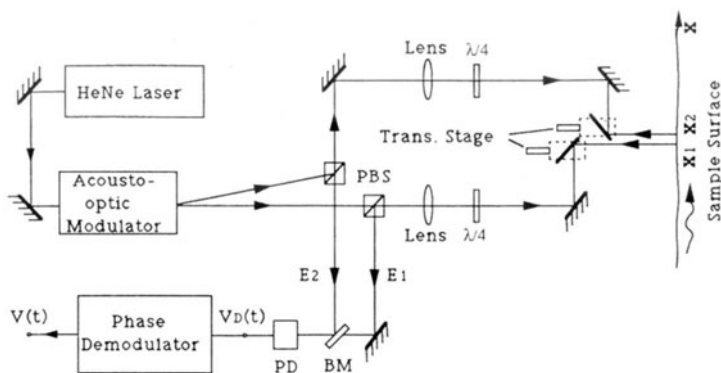 HeNe Laser
Acousto-
optic
Modulator
PBS
Lens
λ/4
Trans. Stage
Lens
λ/4
X
X1 X2
Sample Surface
E2
E1
V(t)
Phase
Demodulator
VD(t)
PD
BM